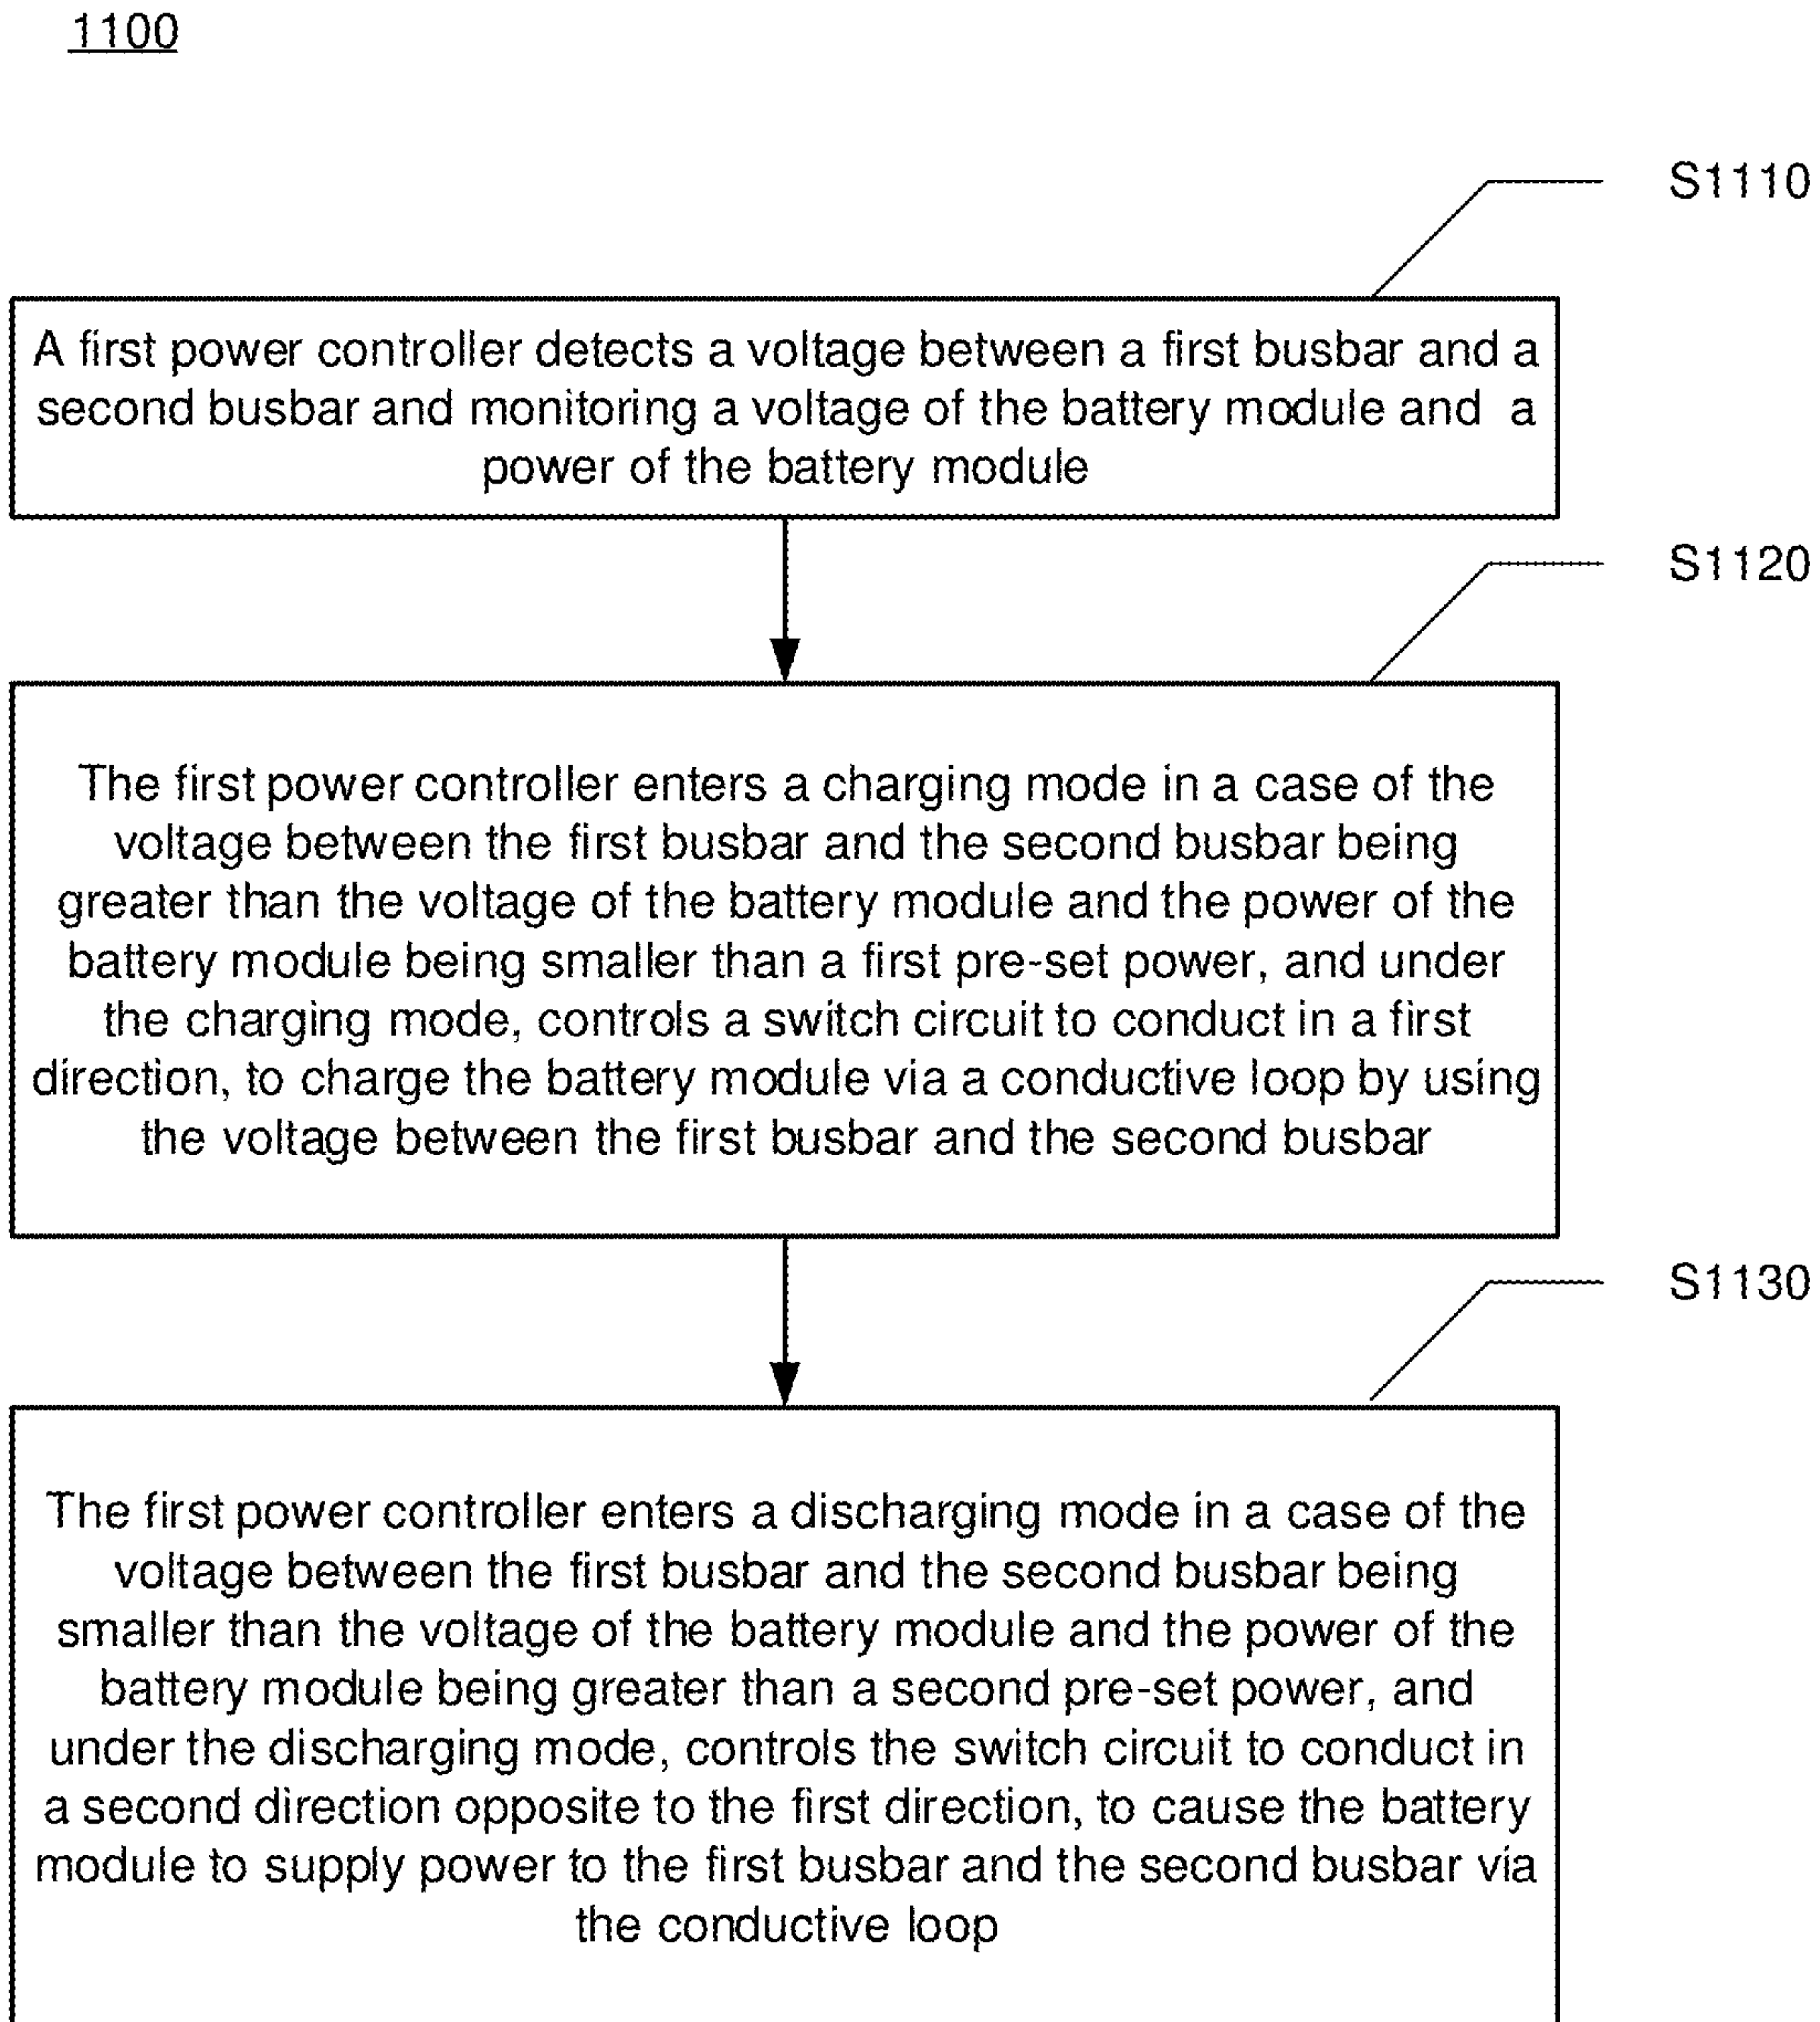 1100
S1110
A first power controller detects a voltage between a first busbar and a
second busbar and monitoring a voltage of the battery module and a
power of the battery module
S1120
The first power controller enters a charging mode in a case of the
voltage between the first busbar and the second busbar being
greater than the voltage of the battery module and the power of the
battery module being smaller than a first pre-set power, and under
the charging mode, controls a switch circuit to conduct in a first
direction, to charge the battery module via a conductive loop by using
the voltage between the first busbar and the second busbar
S1130
The first power controller enters a discharging mode in a case of the
voltage between the first busbar and the second busbar being
smaller than the voltage of the battery module and the power of the
battery module being greater than a second pre-set power, and
under the discharging mode, controls the switch circuit to conduct in
a second direction opposite to the first direction, to cause the battery
module to supply power to the first busbar and the second busbar via
the conductive loop